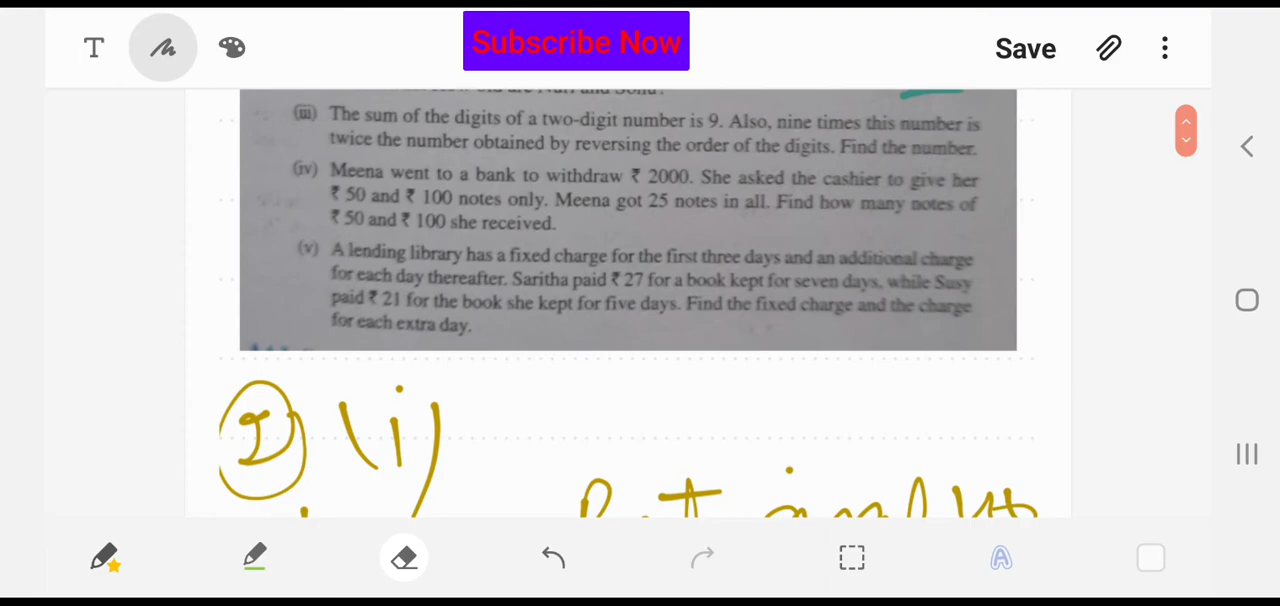 T
Subscribe Now
Save
(iii) The sum of the digits of a two-digit number is 9. Also, nine times this number is
twice the number obtained by reversing the order of the digits. Find the number.
(iv) Meena went to a bank to withdraw ₹ 2000. She asked the cashier to give her
₹ 50 and ₹ 100 notes only. Meena got 25 notes in all. Find how many notes of
₹ 50 and ₹ 100 she received.
(v) A lending library has a fixed charge for the first three days and an additional charge
for each day thereafter. Saritha paid ₹ 27 for a book kept for seven days, while Susy
paid ₹ 21 for the book she kept for five days. Find the fixed charge and the charge
for each extra day.
(i)
A